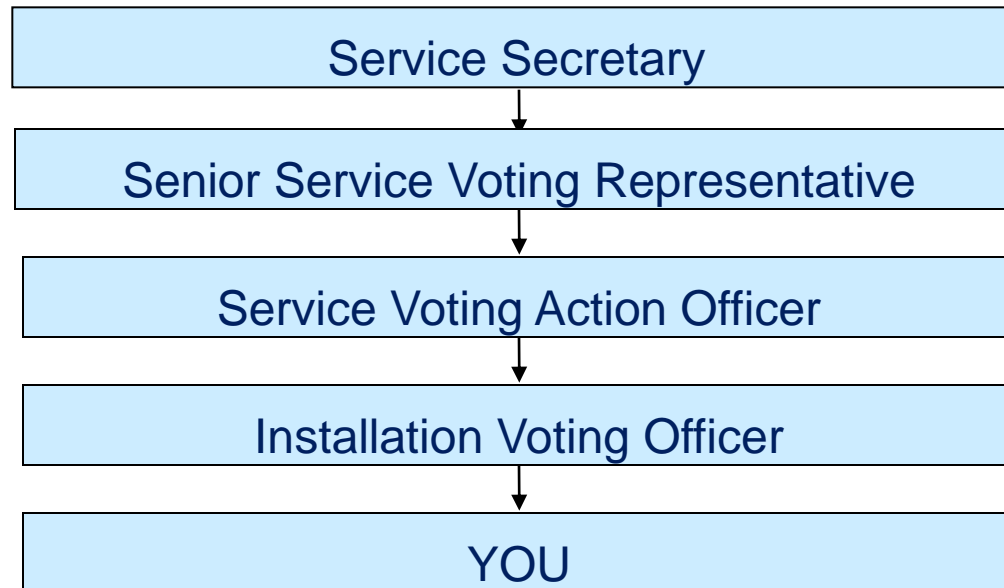 Service Secretary
Senior Service Voting Representative
Service Voting Action Officer
Installation Voting Officer
YOU